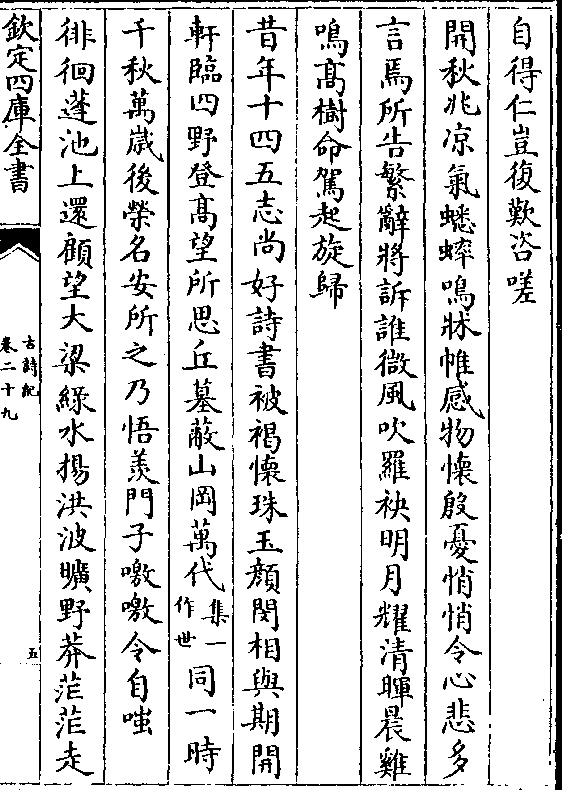 自得仁豈復歎咨嗟
開秋兆凉氣蟋蟀鳴牀帷感物懷殷憂悄悄令心悲多
言焉所告繁辭將訴誰微風吹羅袂明月耀清暉晨雞
鳴髙樹命駕起旋歸
昔年十四五志尚好詩書被褐懷珠玉顔閔相與期開
軒臨四野登髙望所思丘墓蔽山岡萬代集一作世同一時
千秋萬歲後榮名安所之乃悟羨門子噭噭令自嗤
徘徊蓬池上還顧望大梁綠水揚洪波曠野莽茫茫走
欽定四庫全書
古詩紀
卷二十九
五